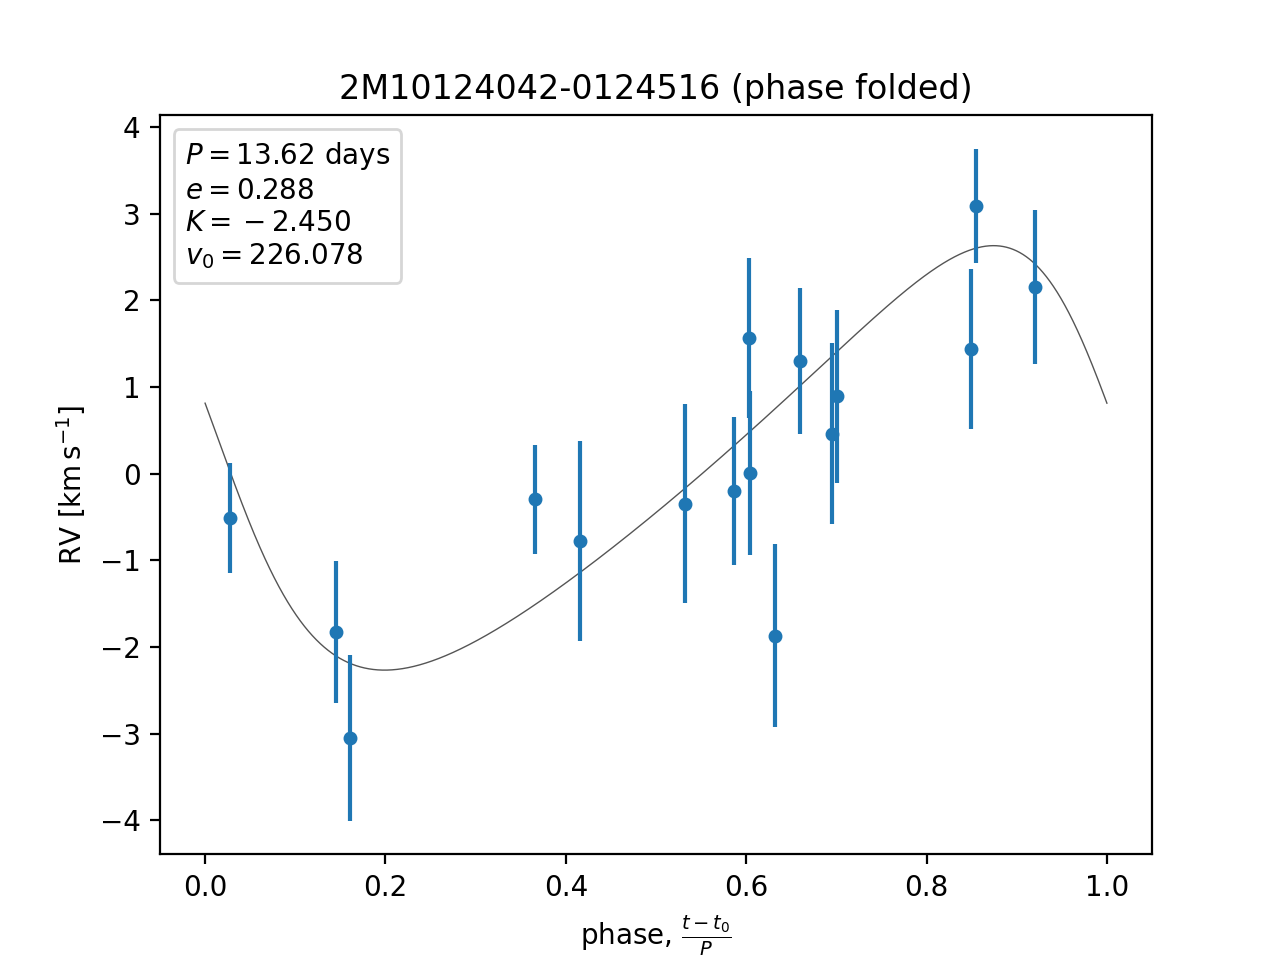 2M10124042-0124516 (phase folded)
P = 13.62 days
e = 0.288
K = −2.450
v₀ = 226.078
4
3
2
1
0
−1
−2
−3
−4
RV [km s⁻¹]
0.0 0.2 0.4 0.6 0.8 1.0
phase, (t − t₀)/P